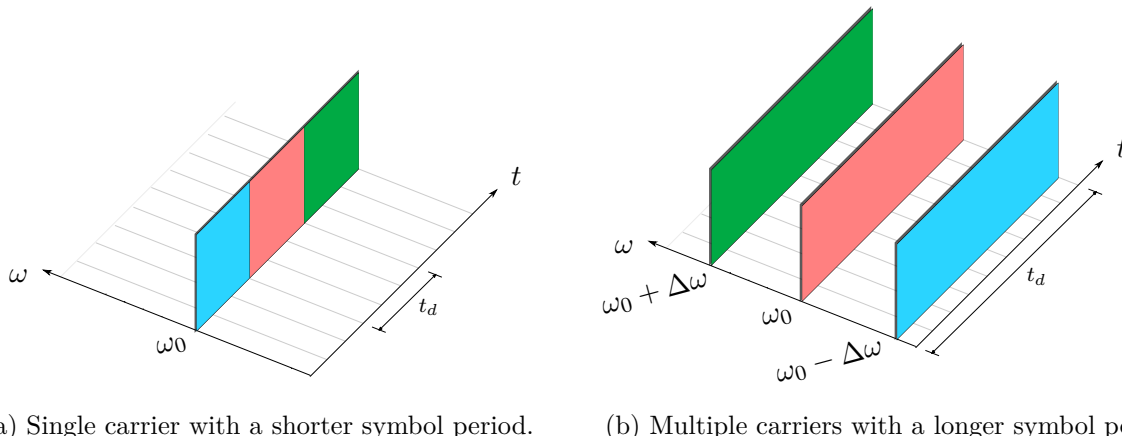 t
ω
t_d
ω₀
t
ω
t_d
ω₀ + Δω
ω₀
ω₀ − Δω
) Single carrier with a shorter symbol period.
(b) Multiple carriers with a longer symbol